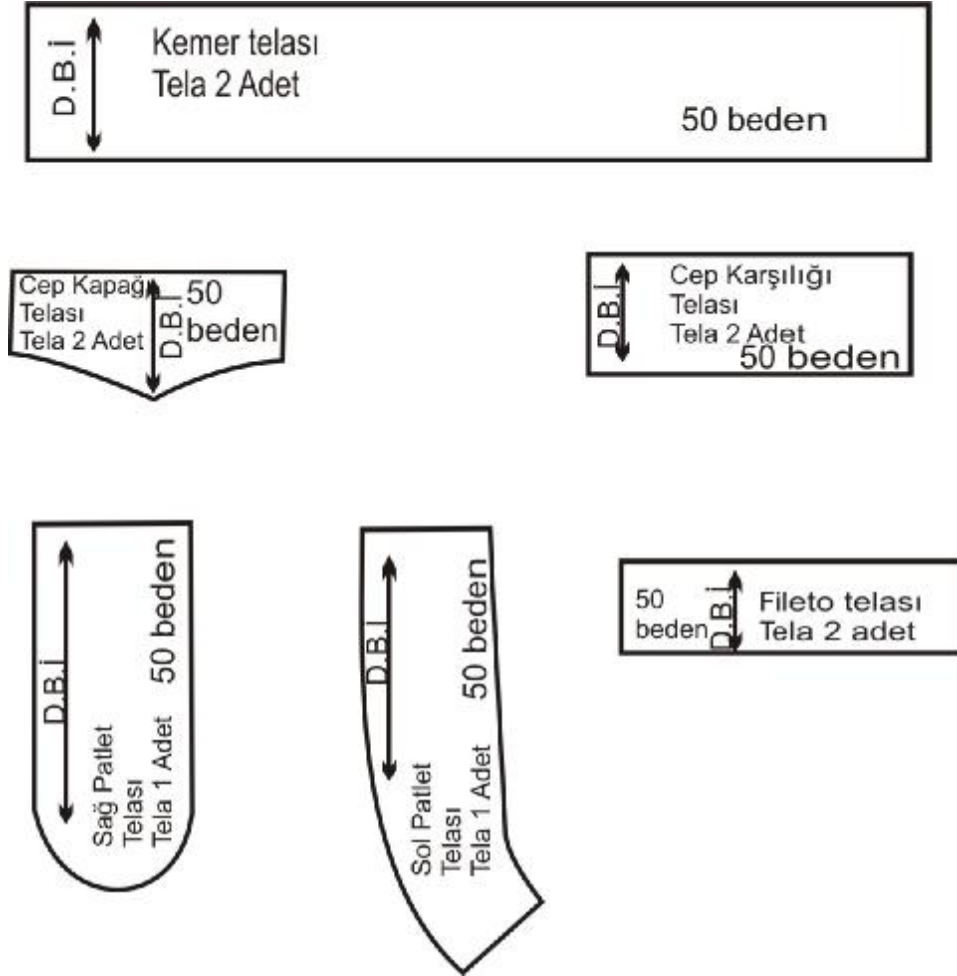 D.B.İ
Kemer telası
Tela 2 Adet
50 beden
Cep Kapağı
Telası
Tela 2 Adet
D.B.İ
50
beden
D.B.İ
Cep Karşılığı
Telası
Tela 2 Adet
50 beden
D.B.İ
Sağ Patlet
Telası
Tela 1 Adet
50 beden
D.B.İ
Sol Patlet
Telası
Tela 1 Adet
50 beden
50
beden
D.B.İ
Fileto telası
Tela 2 adet